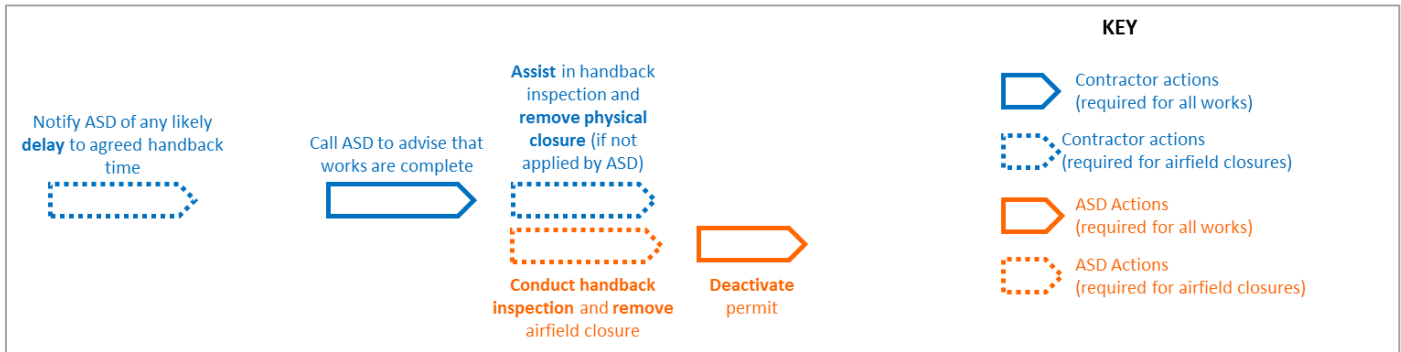 Notify ASD of any likely
delay to agreed handback
time
Call ASD to advise that
works are complete
Assist in handback
inspection and
remove physical
closure (if not
applied by ASD)
Conduct handback
inspection and remove
airfield closure
Deactivate
permit
KEY
Contractor actions
(required for all works)
Contractor actions
(required for airfield closures)
ASD Actions
(required for all works)
ASD Actions
(required for airfield closures)